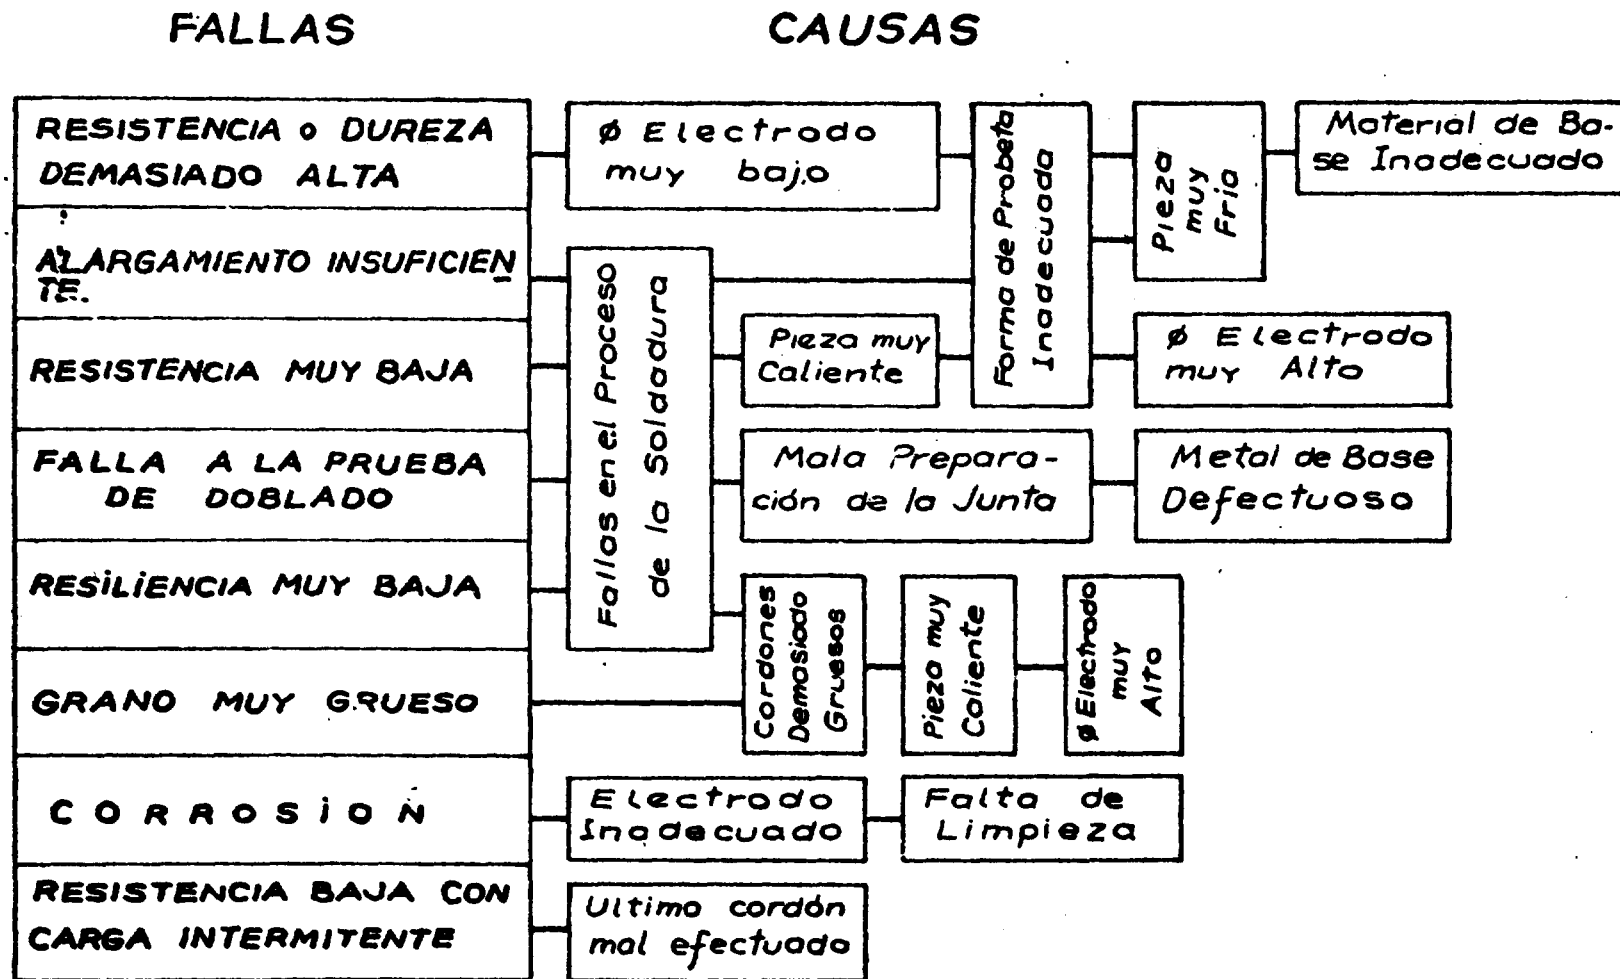 FALLAS
CAUSAS
RESISTENCIA o DUREZA
DEMASIADO ALTA
Ø Electrodo
muy bajo
Forma de Probeta
Inadecuada
Pieza
muy
Fria
Material de Ba-
se Inadecuado
ALARGAMIENTO INSUFICIEN
TE.
Fallas en el Proceso
de la Soldadura
RESISTENCIA MUY BAJA
Pieza muy
Caliente
Ø Electrodo
muy Alto
FALLA A LA PRUEBA
DE DOBLADO
Mala Prepara-
ción de la Junta
Metal de Base
Defectuoso
RESILIENCIA MUY BAJA
Cordones
Demasiado
Gruesos
Pieza muy
Caliente
Ø Electrodo
muy
Alto
GRANO MUY GRUESO
CORROSION
Electrodo
Inadecuado
Falta de
Limpieza
RESISTENCIA BAJA CON
CARGA INTERMITENTE
Ultimo cordón
mal efectuado